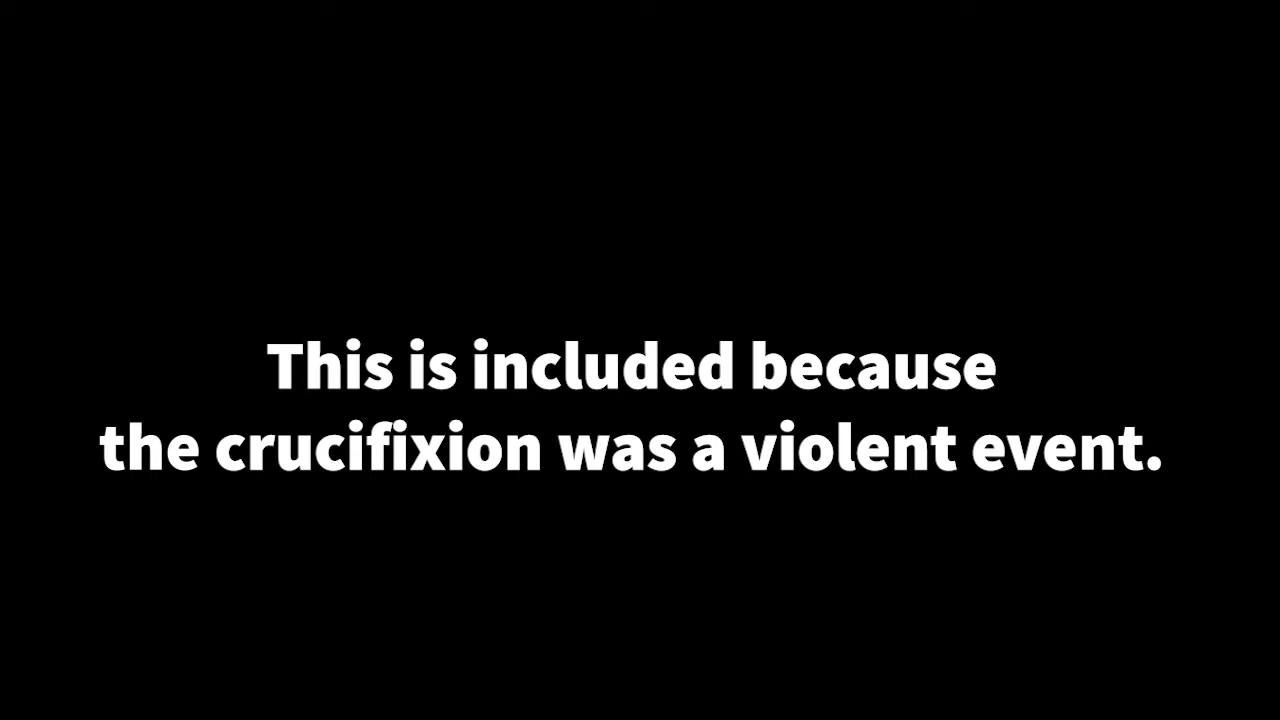 This is included because
the crucifixion was a violent event.